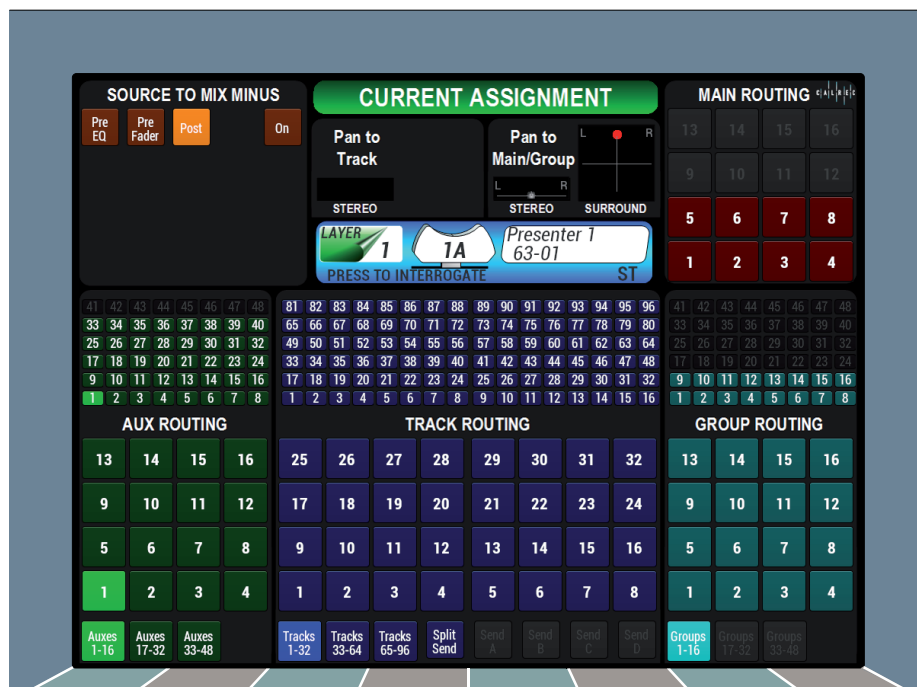 SOURCE TO MIX MINUS
Pre EQ
Pre Fader
Post
On
CURRENT ASSIGNMENT
Pan to Track
STEREO
Pan to Main/Group
L R
STEREO
L R
SURROUND
LAYER 1
1A
Presenter 1
63-01
PRESS TO INTERROGATE
ST
MAIN ROUTING CALREC
13 14 15 16
9 10 11 12
5 6 7 8
1 2 3 4
41 42 43 44 45 46 47 48
33 34 35 36 37 38 39 40
25 26 27 28 29 30 31 32
17 18 19 20 21 22 23 24
9 10 11 12 13 14 15 16
1 2 3 4 5 6 7 8
AUX ROUTING
13 14 15 16
9 10 11 12
5 6 7 8
1 2 3 4
Auxes 1-16
Auxes 17-32
Auxes 33-48
81 82 83 84 85 86 87 88 89 90 91 92 93 94 95 96
65 66 67 68 69 70 71 72 73 74 75 76 77 78 79 80
49 50 51 52 53 54 55 56 57 58 59 60 61 62 63 64
33 34 35 36 37 38 39 40 41 42 43 44 45 46 47 48
17 18 19 20 21 22 23 24 25 26 27 28 29 30 31 32
1 2 3 4 5 6 7 8 9 10 11 12 13 14 15 16
TRACK ROUTING
25 26 27 28 29 30 31 32
17 18 19 20 21 22 23 24
9 10 11 12 13 14 15 16
1 2 3 4 5 6 7 8
Tracks 1-32
Tracks 33-64
Tracks 65-96
Split Send
Send A
Send B
Send C
Send D
41 42 43 44 45 46 47 48
33 34 35 36 37 38 39 40
25 26 27 28 29 30 31 32
17 18 19 20 21 22 23 24
9 10 11 12 13 14 15 16
1 2 3 4 5 6 7 8
GROUP ROUTING
13 14 15 16
9 10 11 12
5 6 7 8
1 2 3 4
Groups 1-16
Groups 17-32
Groups 33-48